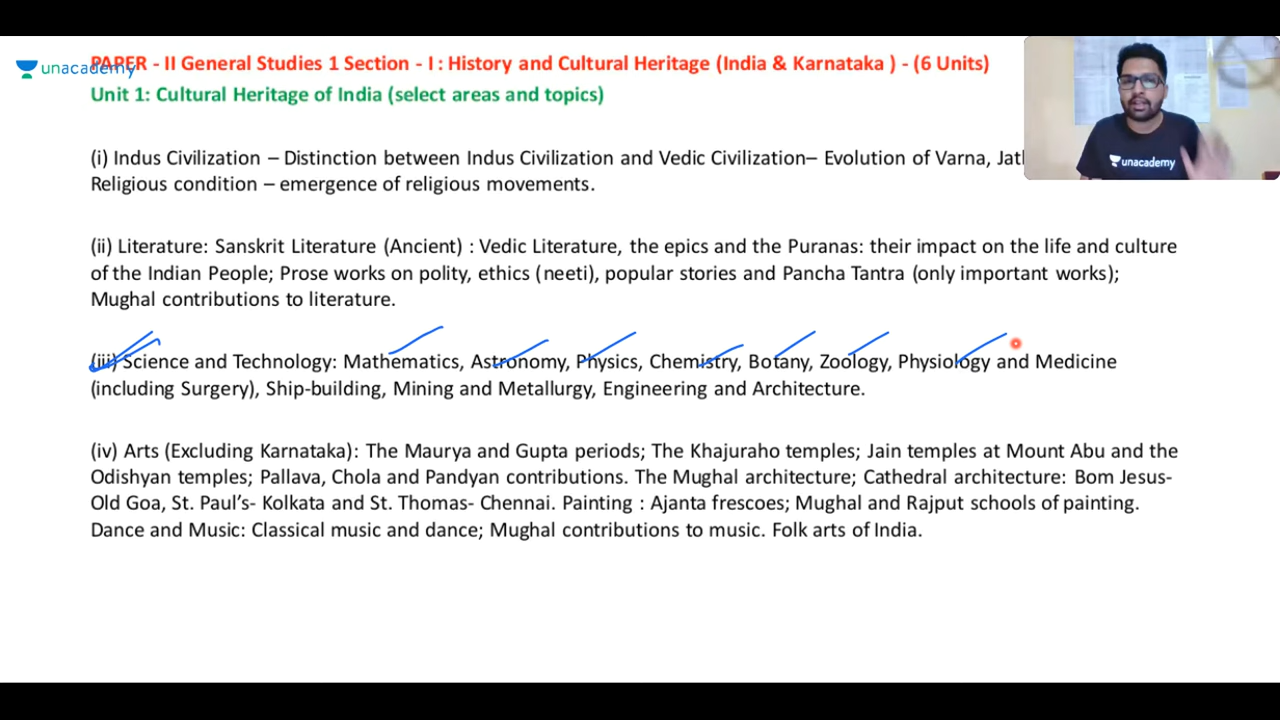 PAPER - II General Studies 1 Section - I : History and Cultural Heritage (India & Karnataka ) - (6 Units)
unacademy
Unit 1: Cultural Heritage of India (select areas and topics)
(i) Indus Civilization – Distinction between Indus Civilization and Vedic Civilization– Evolution of Varna,
Religious condition – emergence of religious movements.
unacademy
(ii) Literature: Sanskrit Literature (Ancient) : Vedic Literature, the epics and the Puranas: their impact on the life and culture
of the Indian People; Prose works on polity, ethics (neeti), popular stories and Pancha Tantra (only important works);
Mughal contributions to literature.
(iii) Science and Technology: Mathematics, Astronomy, Physics, Chemistry, Botany, Zoology, Physiology and Medicine
(including Surgery), Ship-building, Mining and Metallurgy, Engineering and Architecture.
(iv) Arts (Excluding Karnataka): The Maurya and Gupta periods; The Khajuraho temples; Jain temples at Mount Abu and the
Odishyan temples; Pallava, Chola and Pandyan contributions. The Mughal architecture; Cathedral architecture: Bom Jesus-
Old Goa, St. Paul's- Kolkata and St. Thomas- Chennai. Painting : Ajanta frescoes; Mughal and Rajput schools of painting.
Dance and Music: Classical music and dance; Mughal contributions to music. Folk arts of India.